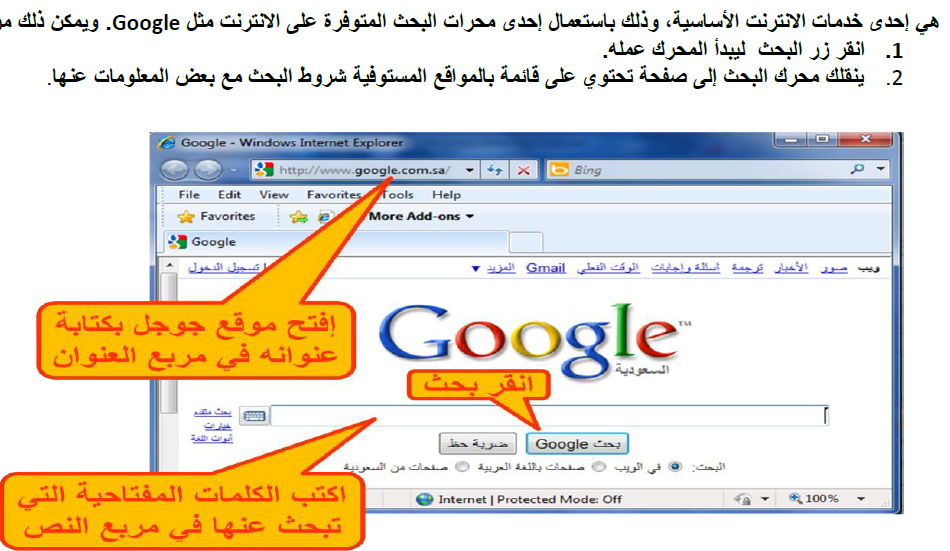 هي إحدى خدمات الانترنت الأساسية، وذلك باستعمال إحدى محرات البحث المتوفرة على الانترنت مثل Google. ويمكن ذلك
1. انقر زر البحث ليبدأ المحرك عمله.
2. ينقلك محرك البحث إلى صفحة تحتوي على قائمة بالمواقع المستوفية شروط البحث مع بعض المعلومات عنها.
Google - Windows Internet Explorer
http://www.google.com.sa/
Bing
File Edit View Favorites Tools Help
Favorites
More Add-ons
Google
ويب صور الأخبار ترجمة أسئلة وإجابات الوقت الفعلي Gmail المزيد ▼
تسجيل الدخول
إفتح موقع جوجل بكتابة
عنوانه في مربع العنوان
Google™
السعودية
انقر بحث
بحث متقدم
خيارات
أدوات اللغة
بحث Google
ضربة حظ
البحث: في الويب صفحات باللغة العربية صفحات من السعودية
اكتب الكلمات المفتاحية التي
تبحث عنها في مربع النص
Internet | Protected Mode: Off
100%